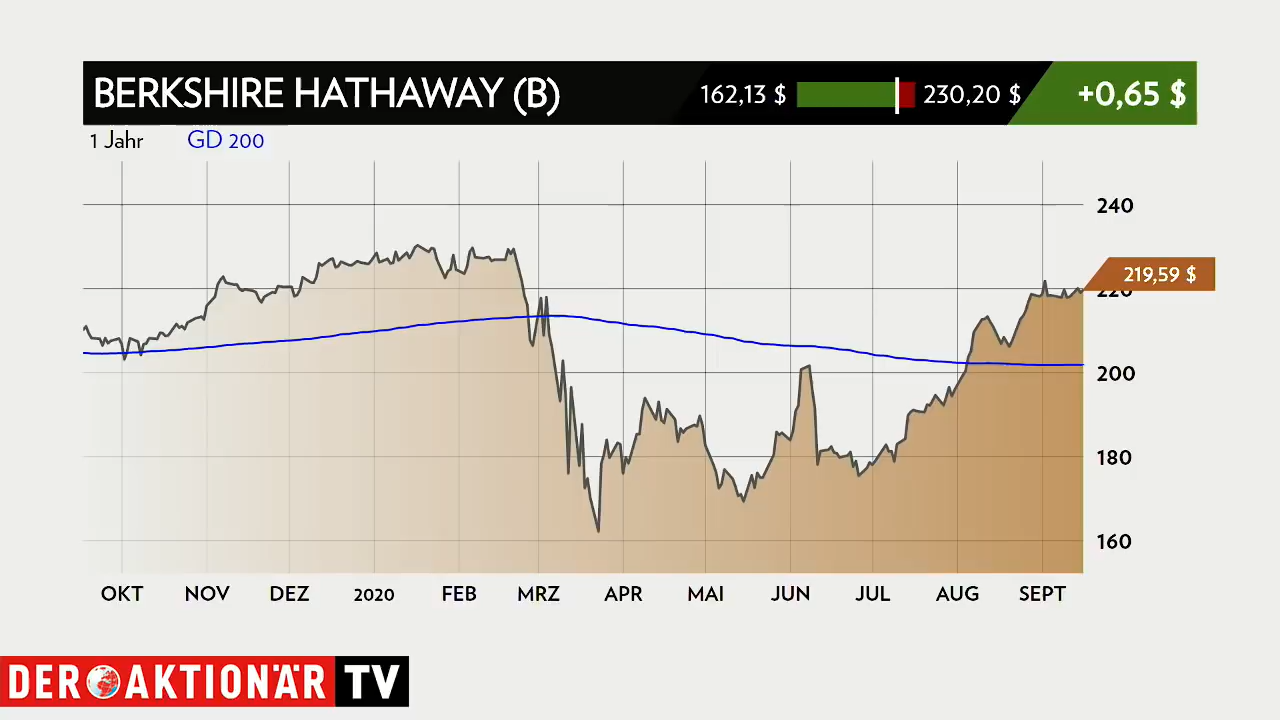 BERKSHIRE HATHAWAY (B) 162,13 $ 230,20 $ +0,65 $
1 Jahr GD 200
240
219,59 $
220
200
180
160
OKT NOV DEZ 2020 FEB MRZ APR MAI JUN JUL AUG SEPT
DER AKTIONÄR TV